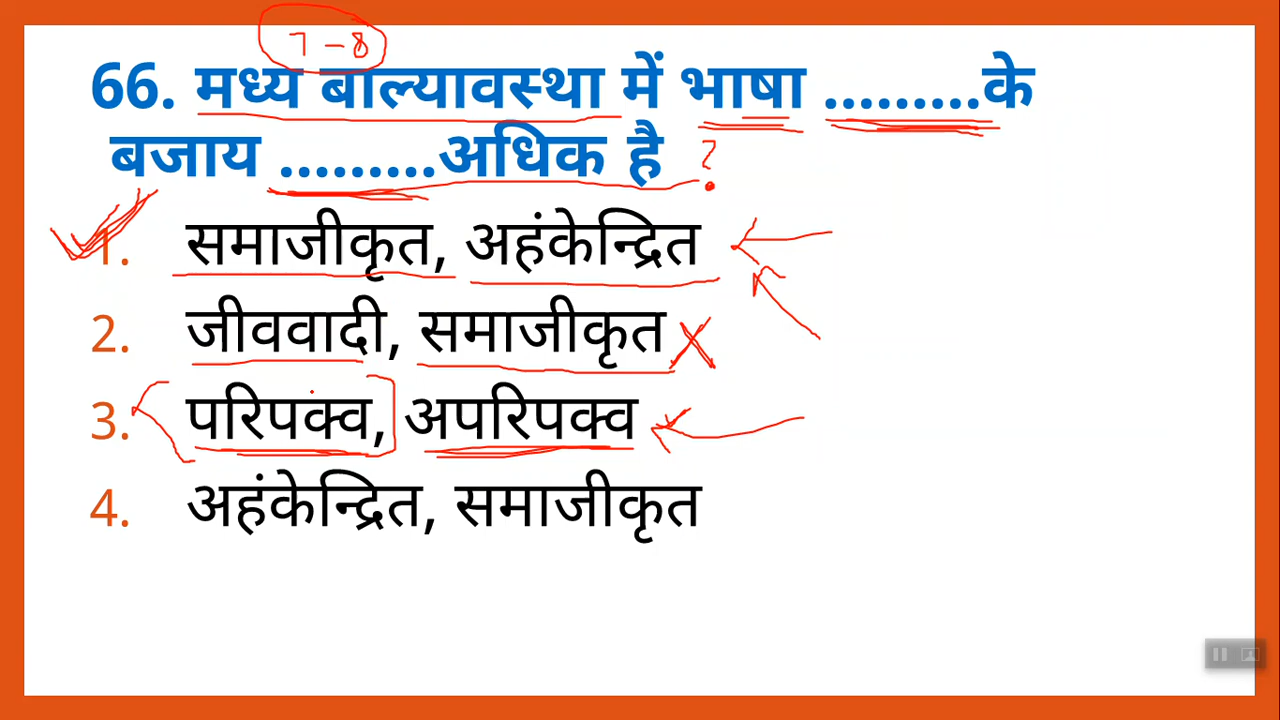 7-8
66. मध्य बाल्यावस्था में भाषा .........के
बजाय .........अधिक है ?
1. समाजीकृत, अहंकेन्द्रित
2. जीववादी, समाजीकृत
3. परिपक्व, अपरिपक्व
4. अहंकेन्द्रित, समाजीकृत